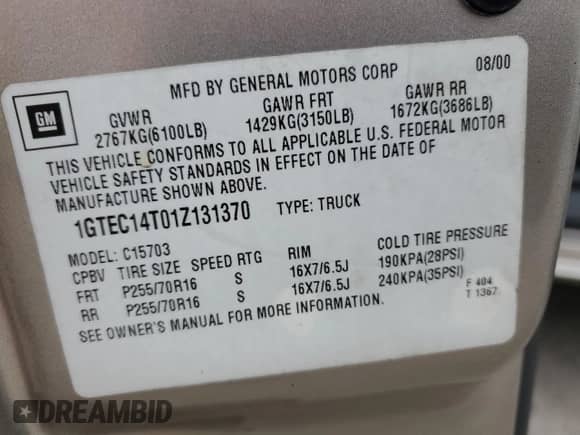 MFD BY GENERAL MOTORS CORP 08/00
GM
GVWR GAWR FRT GAWR RR
2767KG(6100LB) 1429KG(3150LB) 1672KG(3686LB)
THIS VEHICLE CONFORMS TO ALL APPLICABLE U.S. FEDERAL MOTOR
VEHICLE SAFETY STANDARDS IN EFFECT ON THE DATE OF
MANUFACTURE SHOWN ABOVE.
1GTEC14T01Z131370 TYPE: TRUCK
MODEL: C15703
CPBV TIRE SIZE SPEED RTG RIM COLD TIRE PRESSURE
FRT P255/70R16 S 16X7/6.5J 190KPA(28PSI)
RR P255/70R16 S 16X7/6.5J 240KPA(35PSI)
SEE OWNER'S MANUAL FOR MORE INFORMATION.
F 404
T 1367
DREAMBID